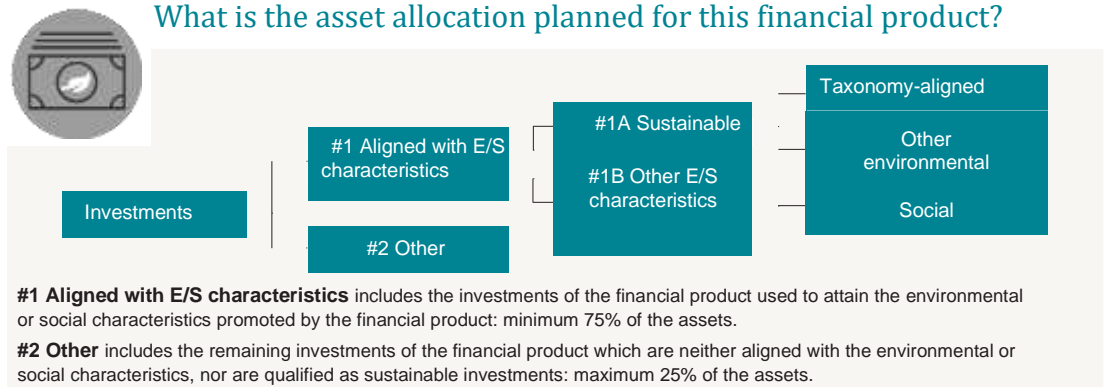 What is the asset allocation planned for this financial product?
Investments
#1 Aligned with E/S
characteristics
#2 Other
#1A Sustainable
#1B Other E/S
characteristics
Taxonomy-aligned
Other
environmental
Social
#1 Aligned with E/S characteristics includes the investments of the financial product used to attain the environmental
or social characteristics promoted by the financial product: minimum 75% of the assets.
#2 Other includes the remaining investments of the financial product which are neither aligned with the environmental or
social characteristics, nor are qualified as sustainable investments: maximum 25% of the assets.